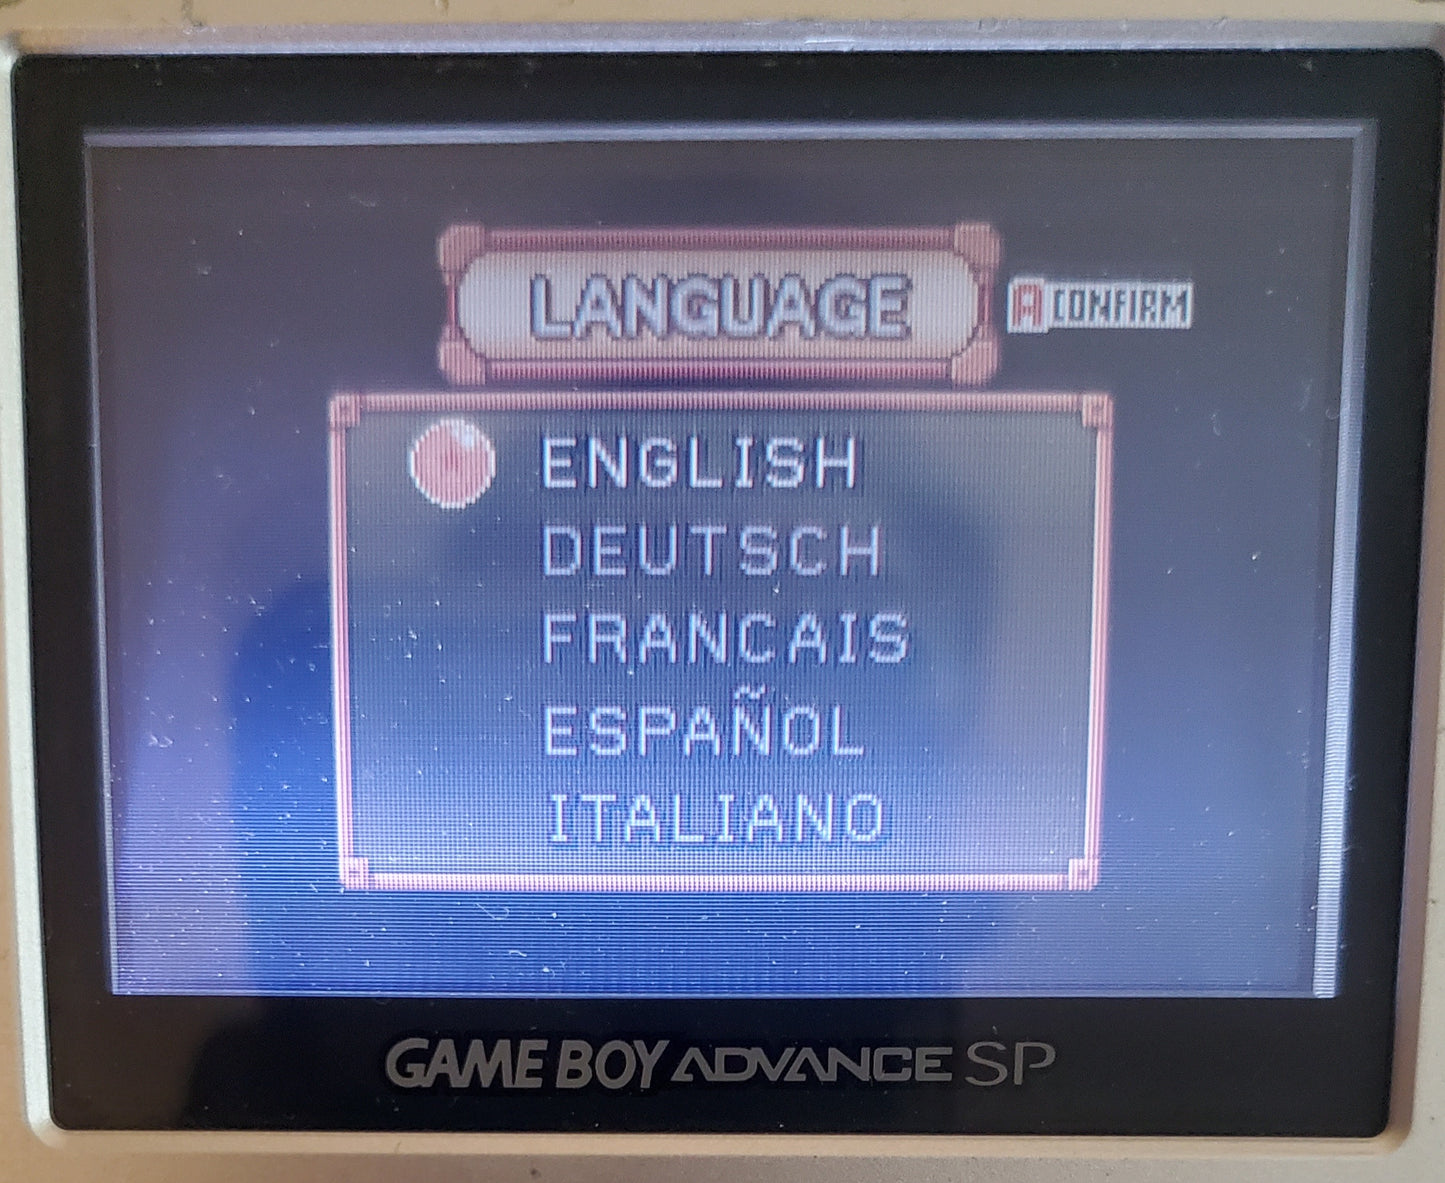 LANGUAGE
A CONFIRM
ENGLISH
DEUTSCH
FRANCAIS
ESPAÑOL
ITALIANO
GAME BOY ADVANCE SP